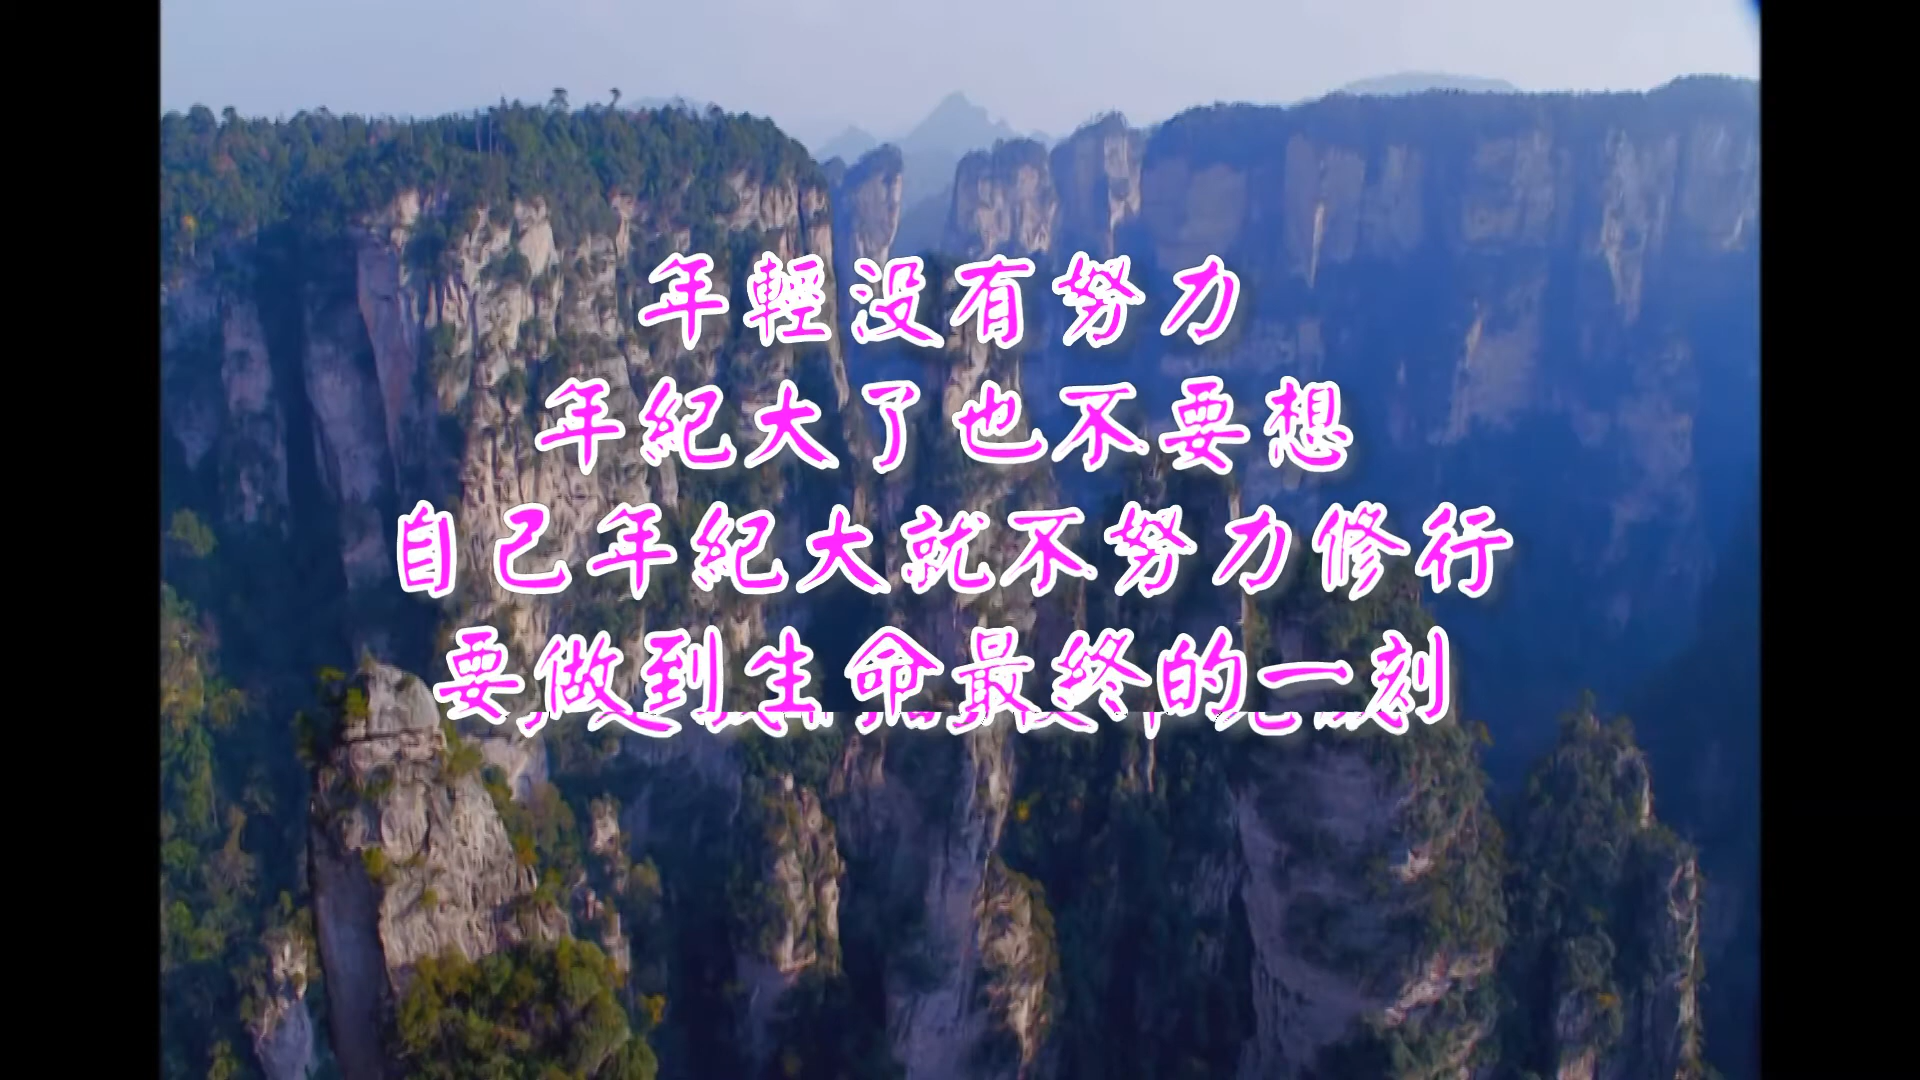 年輕没有努力
年紀大了也不要想
自己年紀大就不努力修行
要做到生命最終的一刻